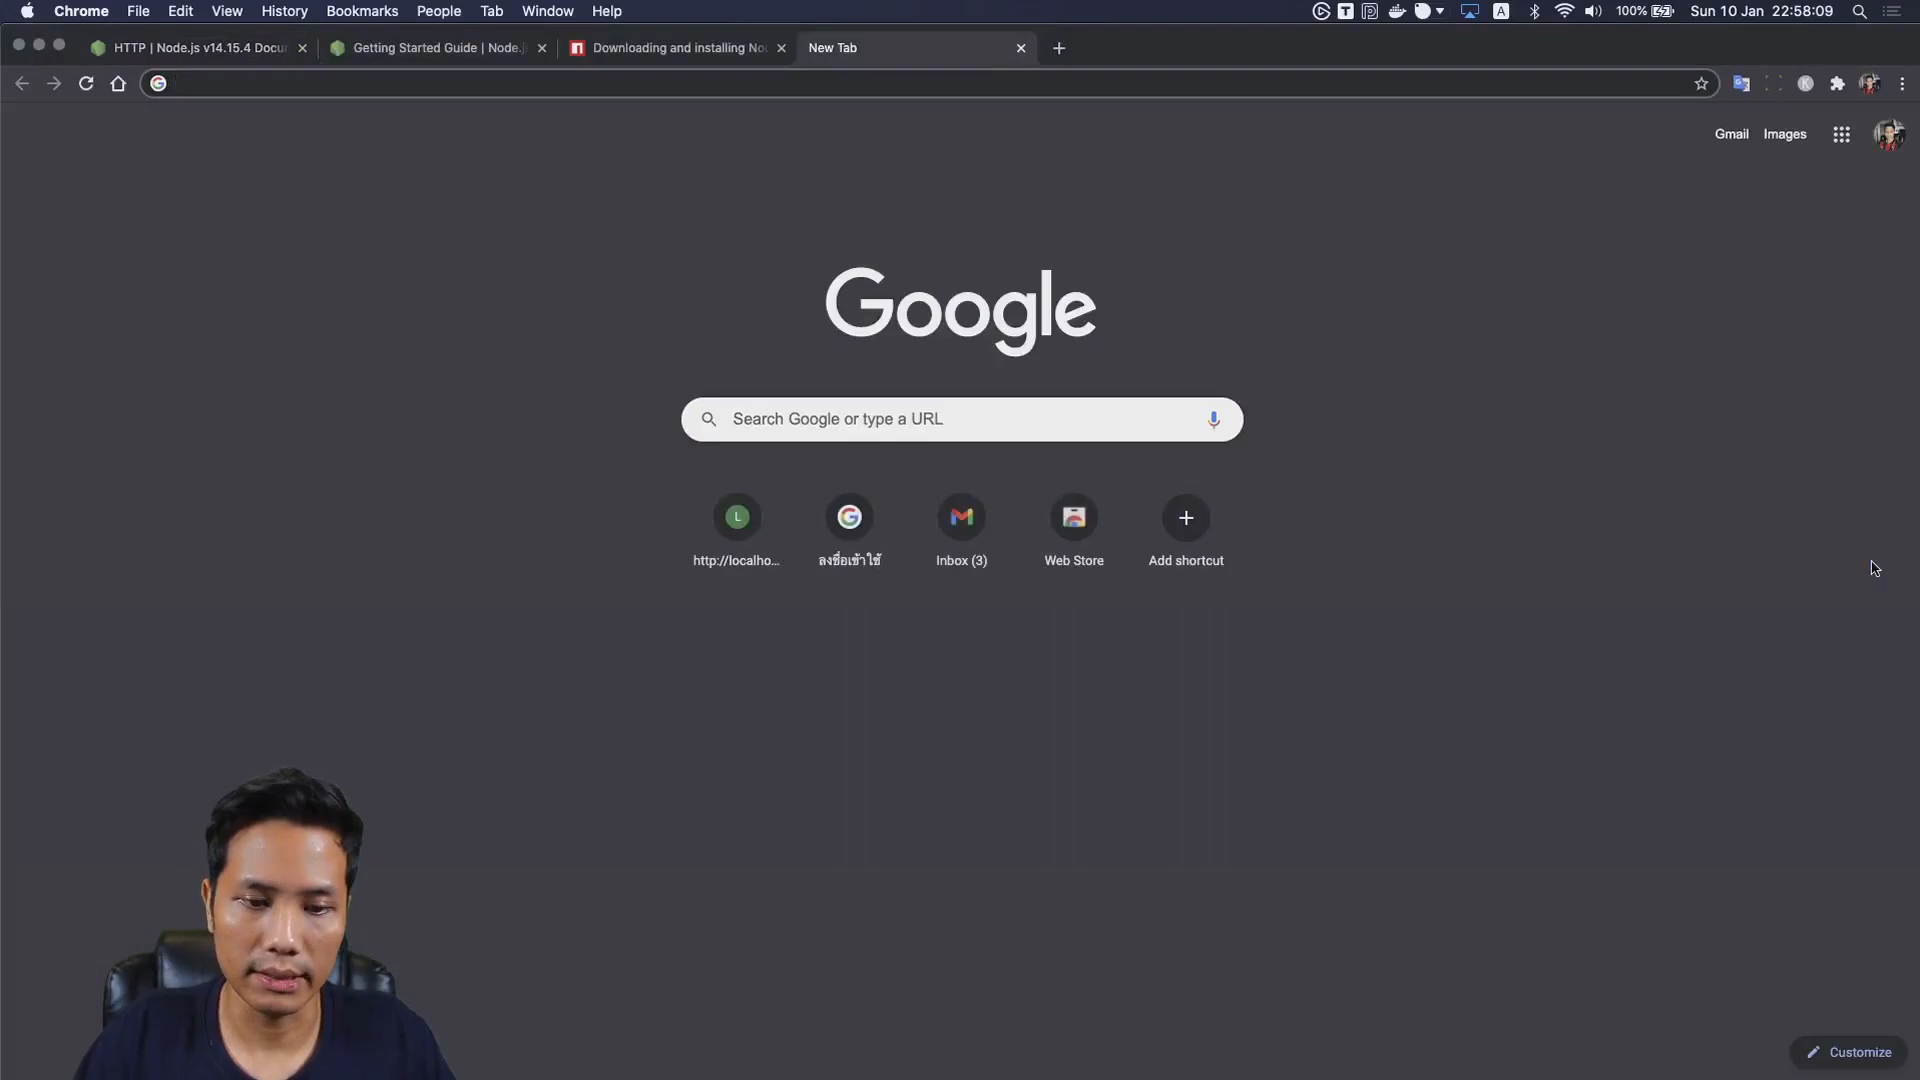 Chrome File Edit View History Bookmarks People Tab Window Help 100% Sun 10 Jan 22:58:09
HTTP | Node.js v14.15.4 Docu Getting Started Guide | Node.j Downloading and installing No New Tab
Gmail Images
Google
Search Google or type a URL
L
http://localho... ลงชื่อเข้าใช้ Inbox (3) Web Store Add shortcut
Customize